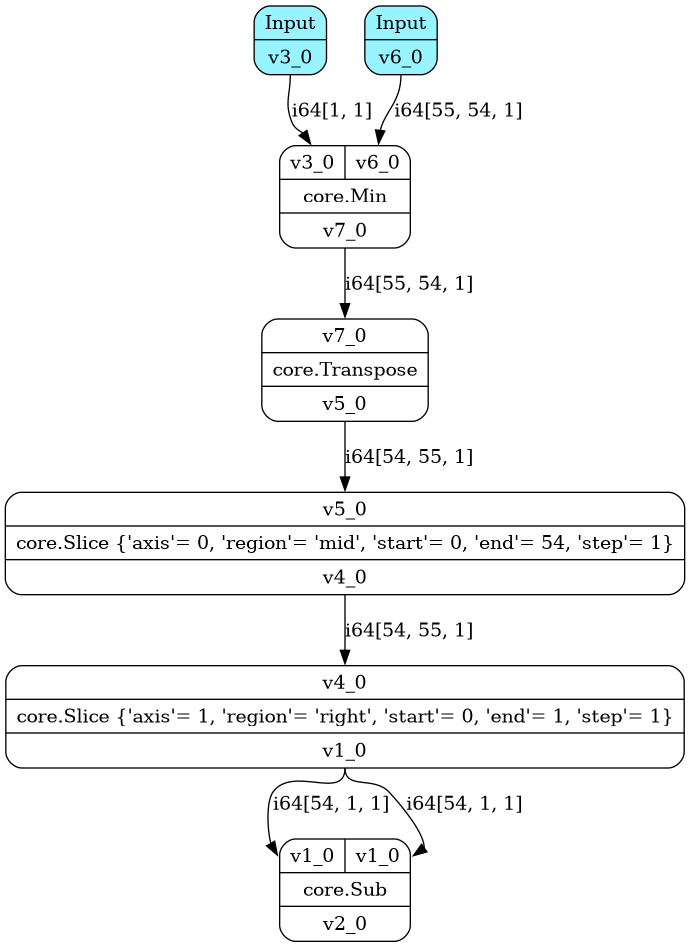 Input
v3_0
Input
v6_0
i64[1, 1]
i64[55, 54, 1]
v3_0
v6_0
core.Min
v7_0
i64[55, 54, 1]
v7_0
core.Transpose
v5_0
i64[54, 55, 1]
v5_0
core.Slice {'axis'= 0, 'region'= 'mid', 'start'= 0, 'end'= 54, 'step'= 1}
v4_0
i64[54, 55, 1]
v4_0
core.Slice {'axis'= 1, 'region'= 'right', 'start'= 0, 'end'= 1, 'step'= 1}
v1_0
i64[54, 1, 1]
i64[54, 1, 1]
v1_0
v1_0
core.Sub
v2_0